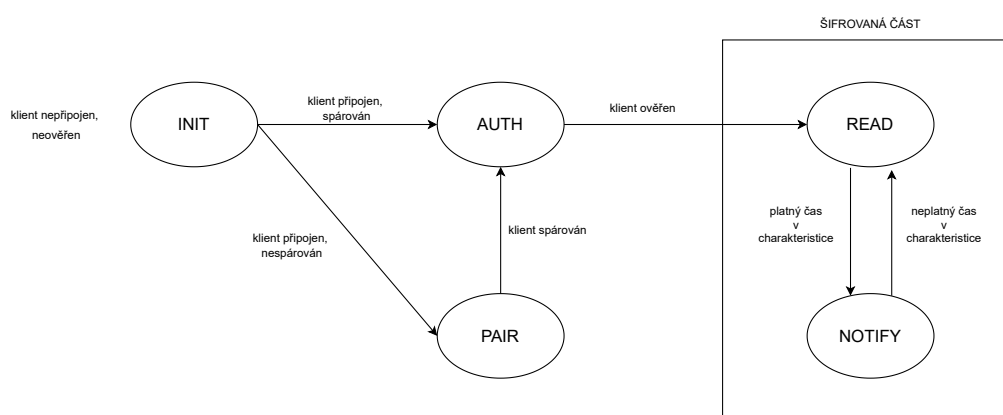 ŠIFROVANÁ ČÁST
klient nepřipojen,
neověřen
INIT
klient připojen,
spárován
AUTH
klient ověřen
READ
klient připojen,
nespárován
klient spárován
platný čas
v
charakteristice
neplatný čas
v
charakteristice
PAIR
NOTIFY